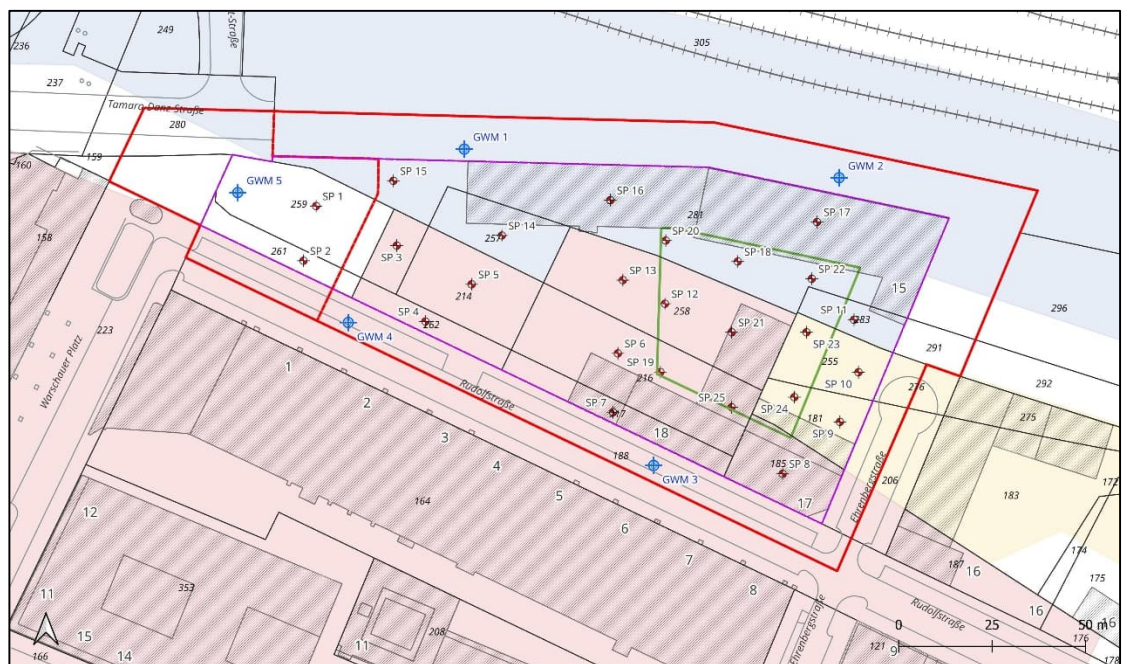 249
z-Straße
305
236
237
Tamara-Danz-Straße
280
159
160
GWM 1
GWM 2
SP 15
GWM 5
SP 1
259
SP 16
281
SP 17
158
261
SP 2
SP 3
257
SP 14
SP 20
SP 18
SP 22
15
296
SP 5
214
SP 13
SP 12
258
SP 11
283
223
SP 4
262
GWM 4
SP 21
SP 23
255
291
Warschauer Platz
SP 6
SP 19
216
SP 10
276
292
1
Rudolfstraße
2
SP 7
SP 25
SP 24
181
SP 9
275
18
3
188
GWM 3
185
SP 8
4
17
Ehrenbergstraße
206
183
172
164
5
12
6
7
174
353
8
187
16
175
11
15
14
166
11
208
Ehrenbergstraße
121
9
Rudolfstraße
16
16
176
178
0
25
50 m